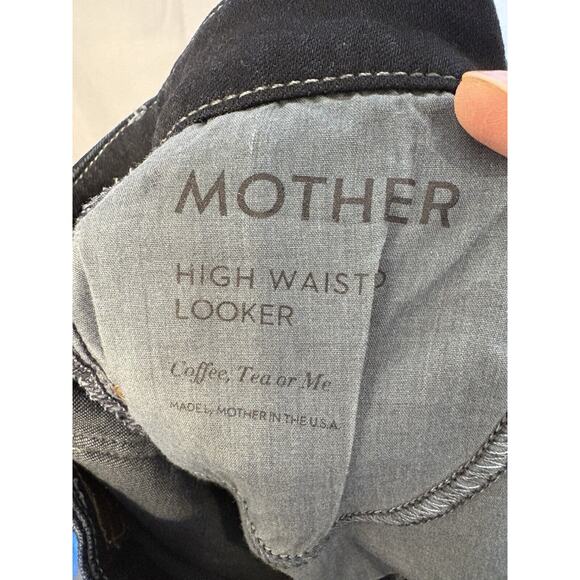 MOTHER
HIGH WAIST
LOOKER
Coffee, Tea or Me
MADE MOTHER IN THE U.S.A.